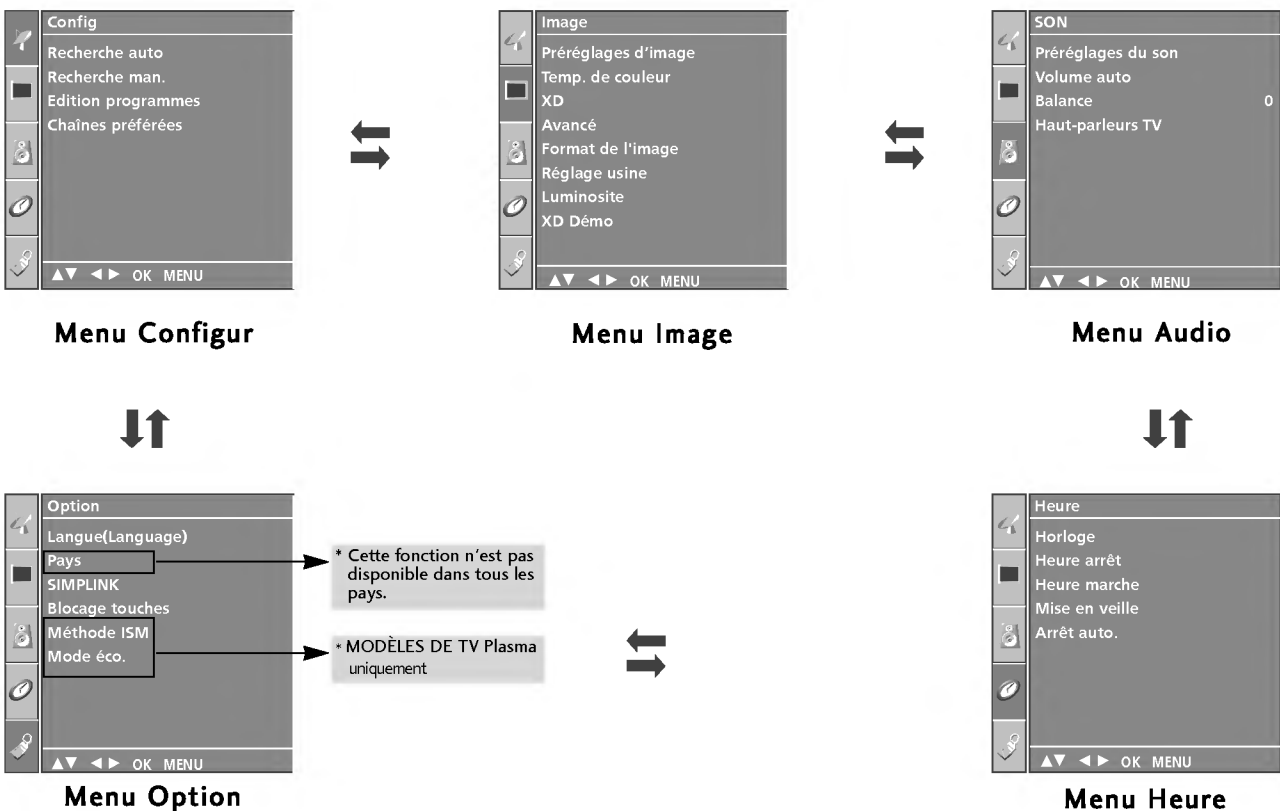 Config
Recherche auto
Recherche man.
Edition programmes
Chaînes préférées
▲▼ ◄► OK MENU
Menu Configur
Image
Préréglages d'image
Temp. de couleur
XD
Avancé
Format de l'image
Réglage usine
Luminosite
XD Démo
▲▼ ◄► OK MENU
Menu Image
SON
Préréglages du son
Volume auto
Balance 0
Haut-parleurs TV
▲▼ ◄► OK MENU
Menu Audio
Option
Langue(Language)
Pays
SIMPLINK
Blocage touches
Méthode ISM
Mode éco.
▲▼ ◄► OK MENU
Menu Option
* Cette fonction n'est pas
disponible dans tous les
pays.
* MODÈLES DE TV Plasma
uniquement
Heure
Horloge
Heure arrêt
Heure marche
Mise en veille
Arrêt auto.
▲▼ ◄► OK MENU
Menu Heure